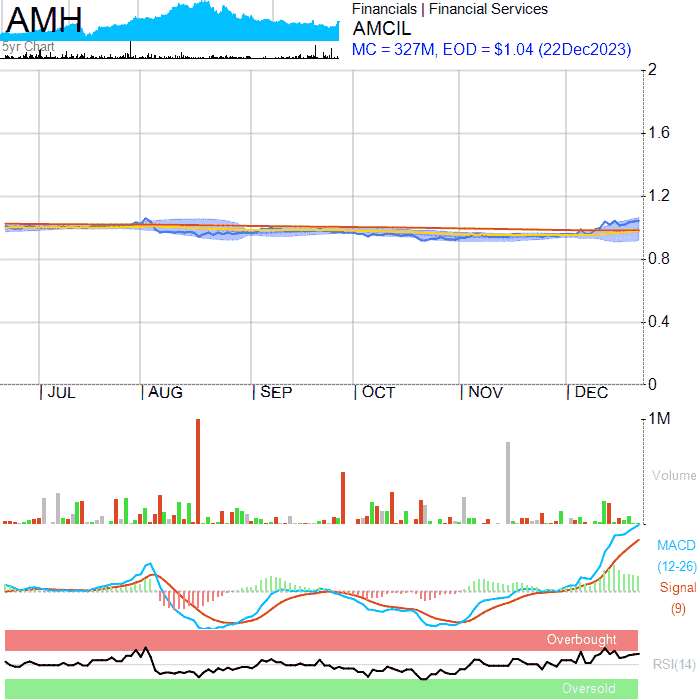 AMH
5yr Chart
Financials | Financial Services
AMCIL
MC = 327M, EOD = $1.04 (22Dec2023)
2
1.6
1.2
0.8
0.4
0
JUL AUG SEP OCT NOV DEC
1M
Volume
MACD
(12-26)
Signal
(9)
Overbought
RSI(14)
Oversold